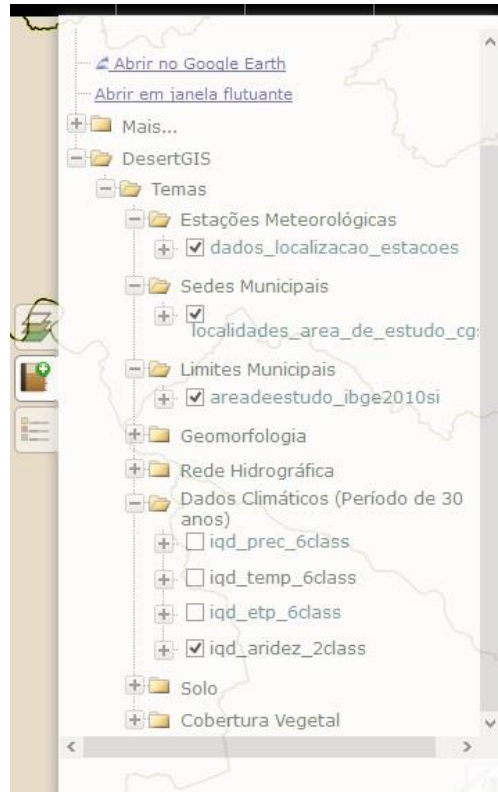 Abrir no Google Earth
Abrir em janela flutuante
Mais...
DesertGIS
Temas
Estações Meteorológicas
dados_localizacao_estacoes
Sedes Municipais
localidades_area_de_estudo_cg
Limites Municipais
areadeestudo_ibge2010si
Geomorfologia
Rede Hidrográfica
Dados Climáticos (Período de 30
anos)
iqd_prec_6class
iqd_temp_6class
iqd_etp_6class
iqd_aridez_2class
Solo
Cobertura Vegetal